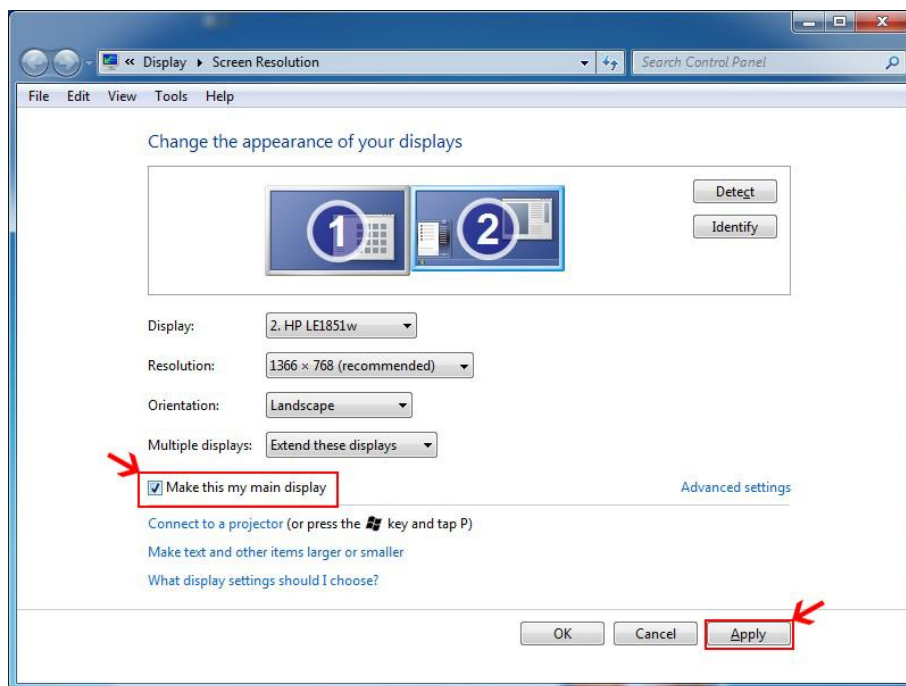 « Display ▸ Screen Resolution
Search Control Panel
File Edit View Tools Help
Change the appearance of your displays
1 2
Detect
Identify
Display: 2. HP LE1851w
Resolution: 1366 × 768 (recommended)
Orientation: Landscape
Multiple displays: Extend these displays
Make this my main display
Advanced settings
Connect to a projector (or press the key and tap P)
Make text and other items larger or smaller
What display settings should I choose?
OK Cancel Apply